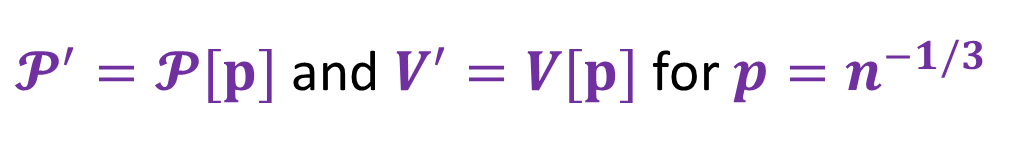 𝓟′ = 𝓟[𝐩] and 𝑽′ = 𝑽[𝐩] for 𝒑 = 𝒏^{−𝟏/𝟑}